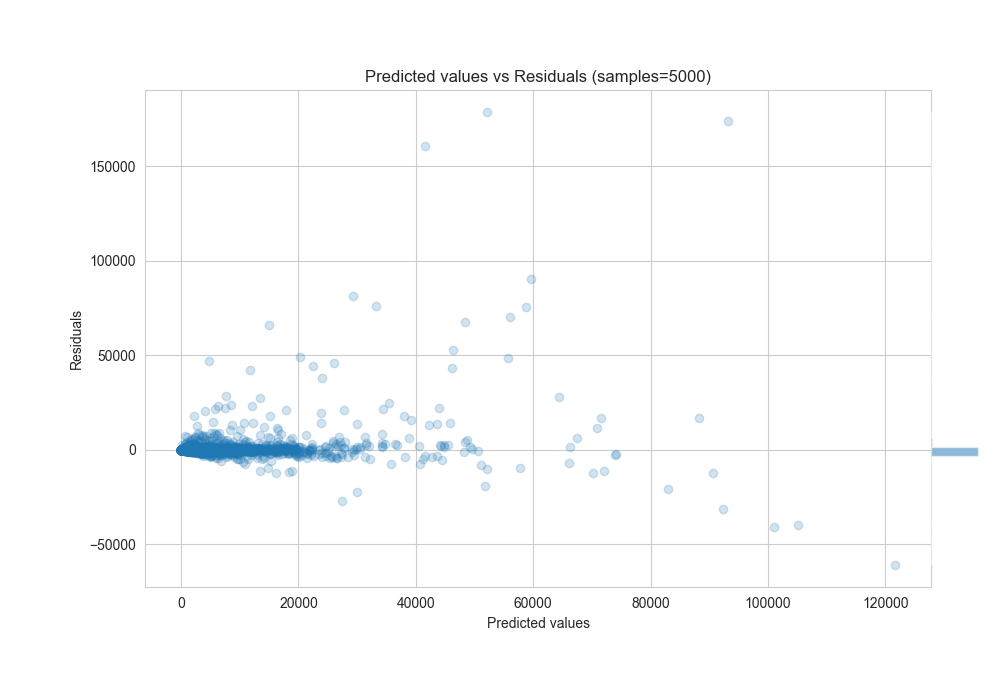 Predicted values vs Residuals (samples=5000)
150000
100000
50000
0
−50000
Residuals
0 20000 40000 60000 80000 100000 120000
Predicted values